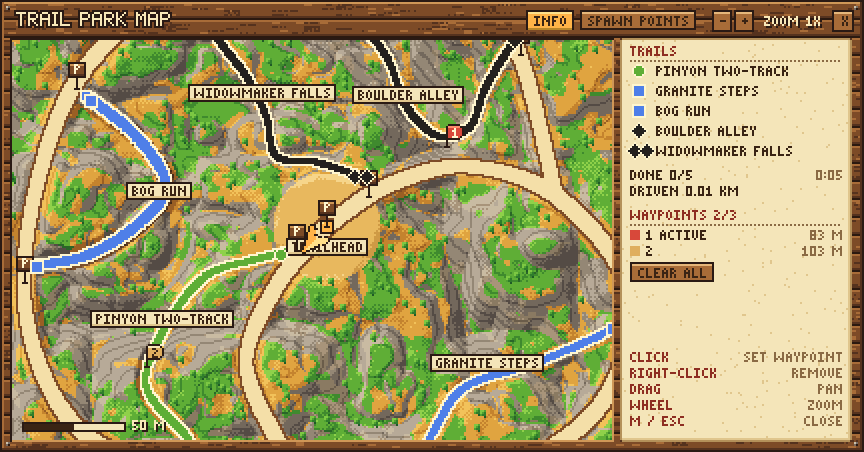 TRAIL PARK MAP
INFO
SPAWN POINTS
- + ZOOM 1X X
P
WIDOWMAKER FALLS
BOULDER ALLEY
1
BOG RUN
P
P
P
PINYON TWO-TRACK
2
GRANITE STEPS
50 M
TRAILS
PINYON TWO-TRACK
GRANITE STEPS
BOG RUN
BOULDER ALLEY
WIDOWMAKER FALLS
DONE 0/5 0:05
DRIVEN 0.01 KM
WAYPOINTS 2/3
1 ACTIVE 83 M
2 103 M
CLEAR ALL
CLICK SET WAYPOINT
RIGHT-CLICK REMOVE
DRAG PAN
WHEEL ZOOM
M / ESC CLOSE